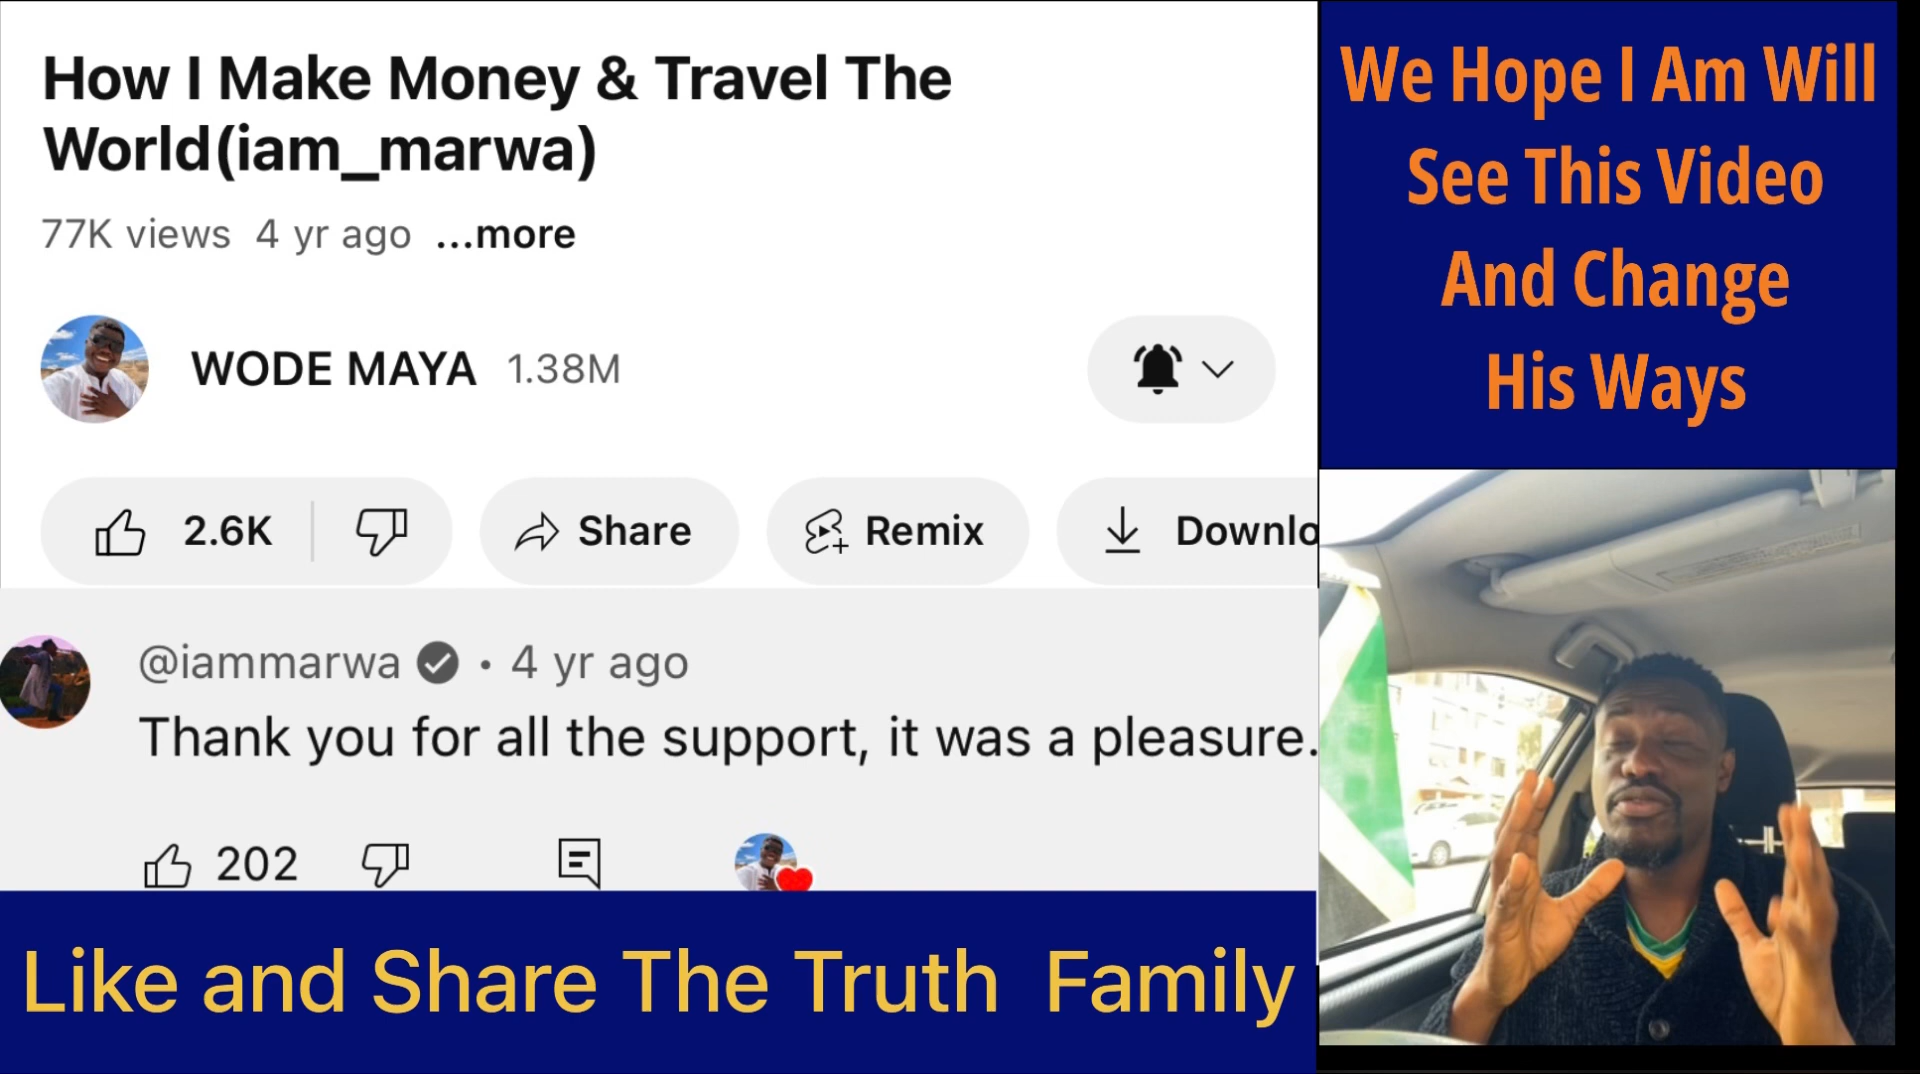 How I Make Money & Travel The
World(iam_marwa)
77K views 4 yr ago ...more
WODE MAYA 1.38M
2.6K Share Remix Downlo
@iammarwa • 4 yr ago
Thank you for all the support, it was a pleasure.
202
Like and Share The Truth Family
We Hope I Am Will
See This Video
And Change
His Ways